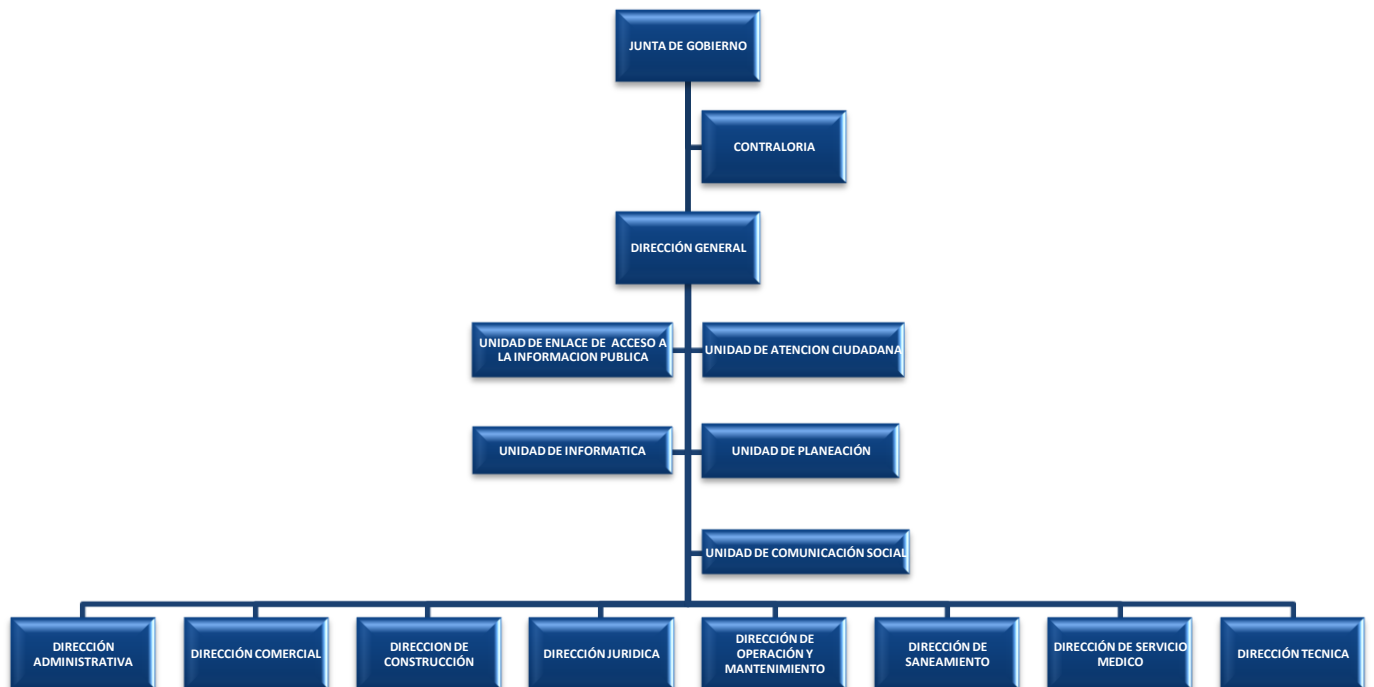 JUNTA DE GOBIERNO
CONTRALORIA
DIRECCIÓN GENERAL
UNIDAD DE ENLACE DE ACCESO A
LA INFORMACION PUBLICA
UNIDAD DE ATENCION CIUDADANA
UNIDAD DE INFORMATICA
UNIDAD DE PLANEACIÓN
UNIDAD DE COMUNICACIÓN SOCIAL
DIRECCIÓN
ADMINISTRATIVA
DIRECCIÓN COMERCIAL
DIRECCION DE
CONSTRUCCIÓN
DIRECCIÓN JURIDICA
DIRECCIÓN DE
OPERACIÓN Y
MANTENIMIENTO
DIRECCIÓN DE
SANEAMIENTO
DIRECCIÓN DE SERVICIO
MEDICO
DIRECCIÓN TECNICA